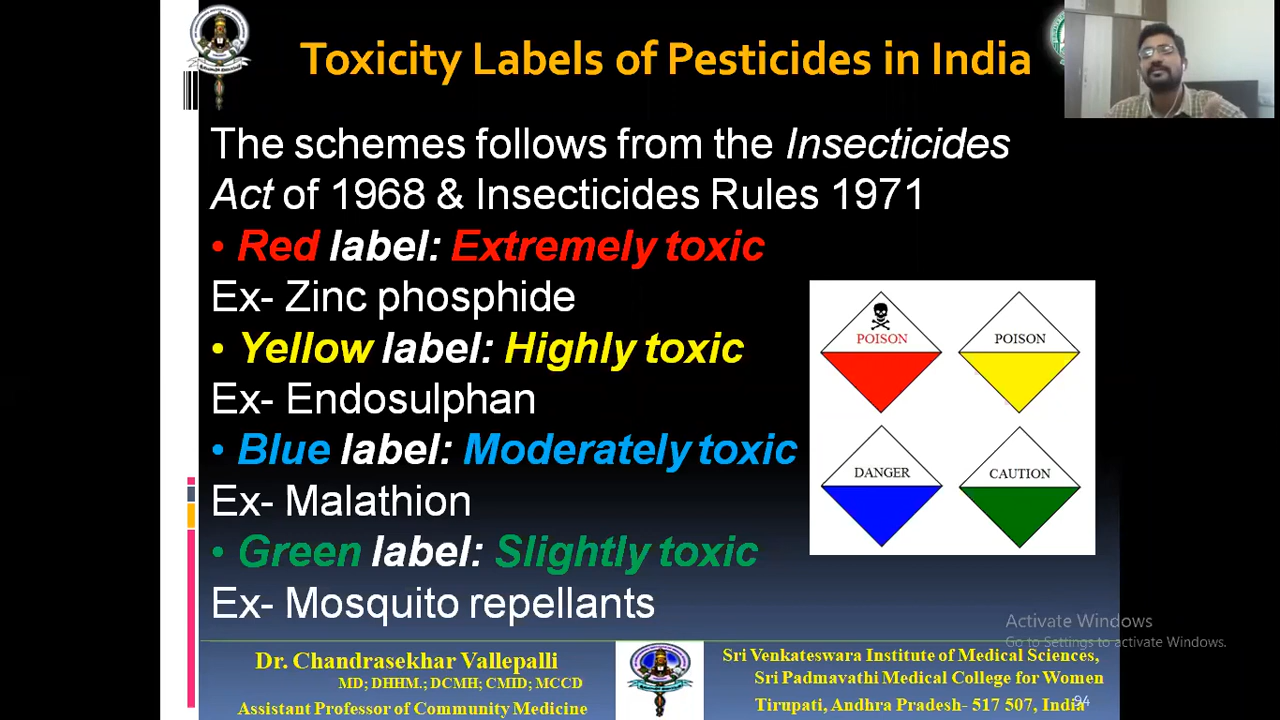 Toxicity Labels of Pesticides in India
The schemes follows from the Insecticides
Act of 1968 & Insecticides Rules 1971
• Red label: Extremely toxic
Ex- Zinc phosphide
• Yellow label: Highly toxic
Ex- Endosulphan
• Blue label: Moderately toxic
Ex- Malathion
• Green label: Slightly toxic
Ex- Mosquito repellants
POISON
POISON
DANGER
CAUTION
Activate Windows
Go to Settings to activate Windows.
Dr. Chandrasekhar Vallepalli
MD; DHHM.; DCMH; CMID; MCCD
Assistant Professor of Community Medicine
Sri Venkateswara Institute of Medical Sciences,
Sri Padmavathi Medical College for Women
Tirupati, Andhra Pradesh- 517 507, India
94